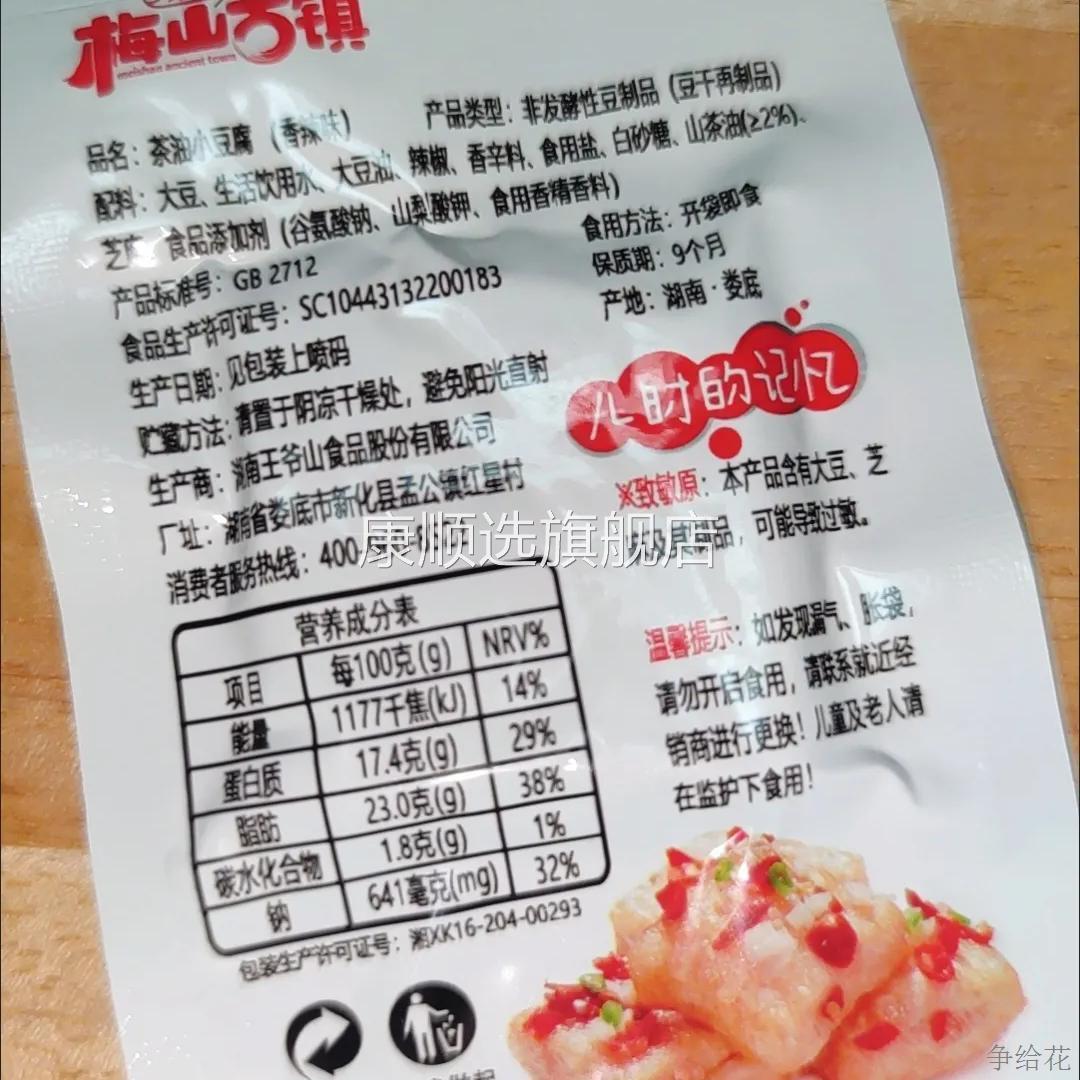 梅山古镇
meishan ancient town
品名：茶油小豆腐（香辣味）
产品类型：非发酵性豆制品（豆干再制品）
配料：大豆、生活饮用水、大豆油、辣椒、香辛料、食用盐、白砂糖、山茶油(≥2%)、
芝麻、食品添加剂（谷氨酸钠、山梨酸钾、食用香精香料）
产品标准号：GB 2712
食用方法：开袋即食
食品生产许可证号：SC10443132200183
保质期：9个月
生产日期：见包装上喷码
产地：湖南·娄底
贮藏方法：请置于阴凉干燥处，避免阳光直射
生产商：湖南王爷山食品股份有限公司
厂址：湖南省娄底市新化县孟公镇红星村
消费者服务热线：400
儿时的记忆
※致敏原：本产品含有大豆、芝
及其制品，可能导致过敏。
康顺选旗舰店
温馨提示：如发现漏气、胀袋，
请勿开启食用，请联系就近经
销商进行更换！儿童及老人请
在监护下食用！
营养成分表
项目 每100克(g) NRV%
能量 1177千焦(kJ) 14%
蛋白质 17.4克(g) 29%
脂肪 23.0克(g) 38%
碳水化合物 1.8克(g) 1%
钠 641毫克(mg) 32%
包装生产许可证号：湘XK16-204-00293
争给花